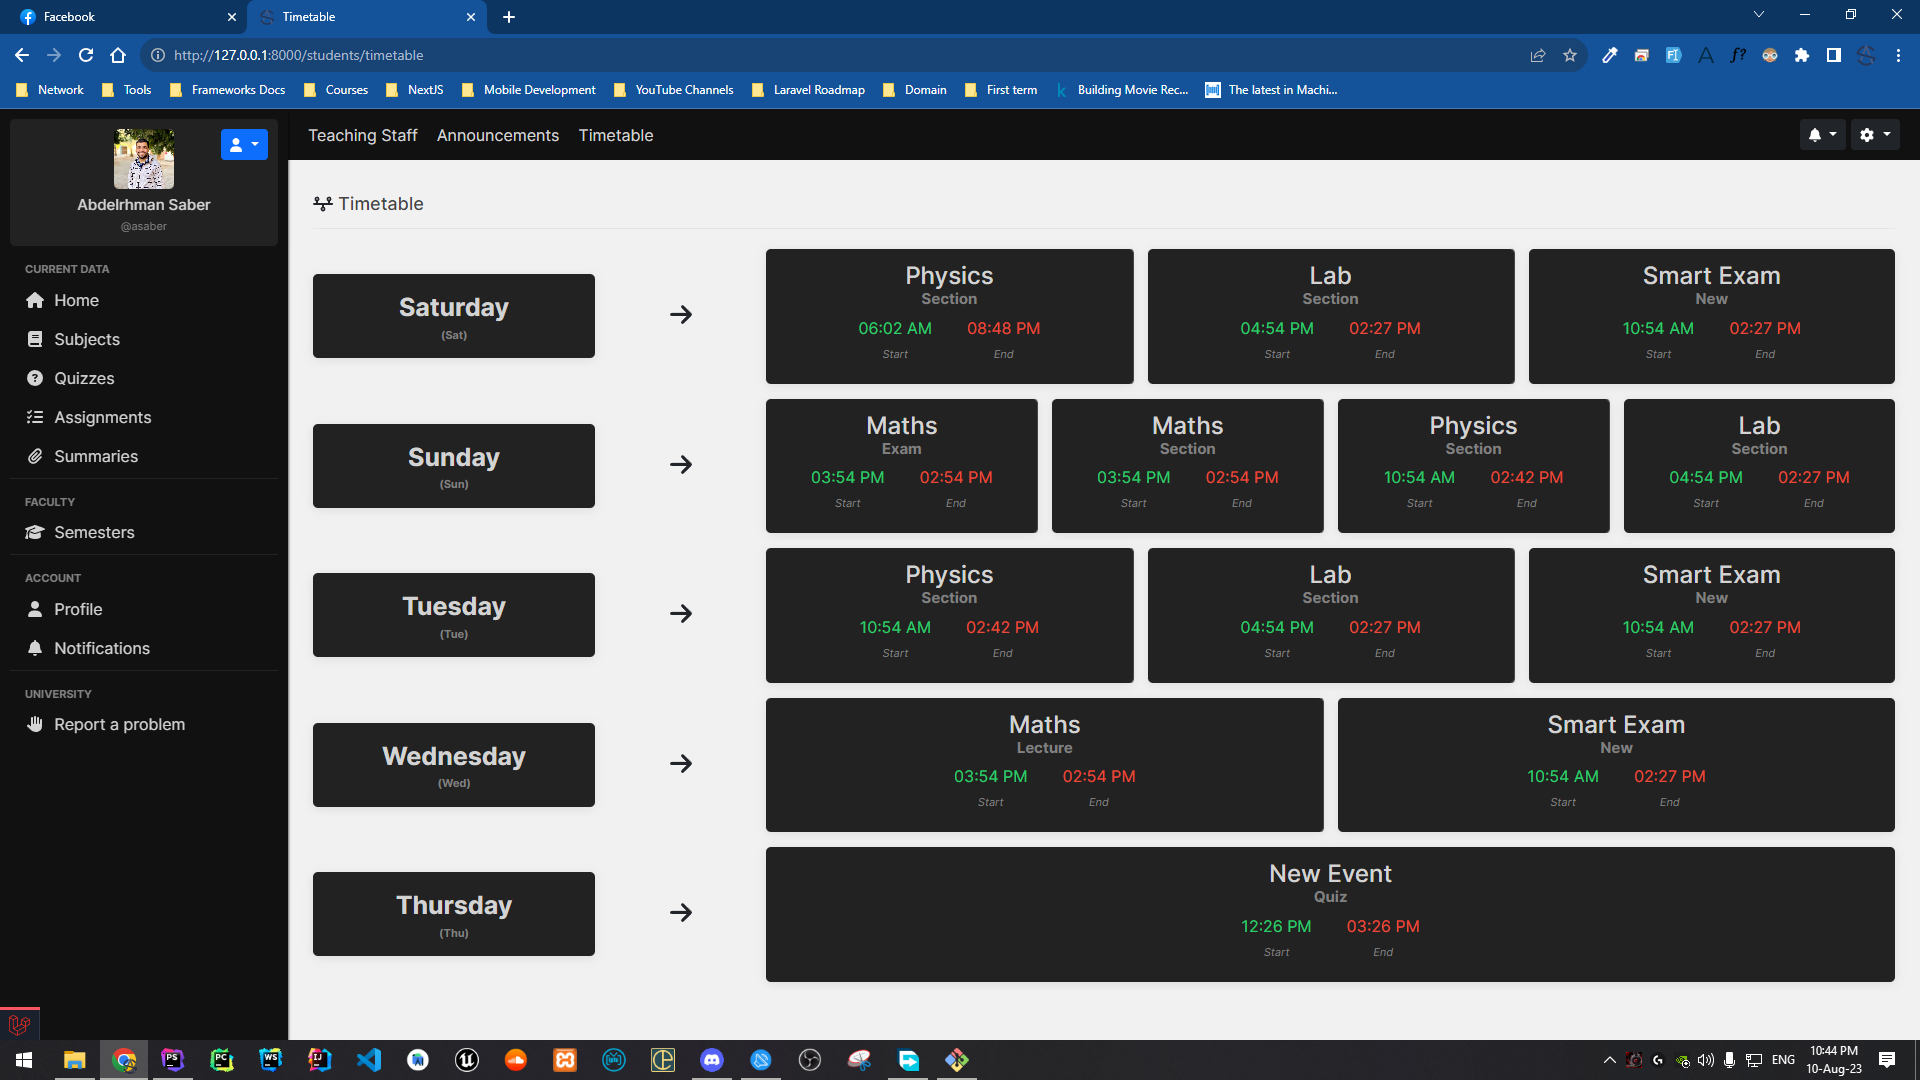 Facebook
Timetable
http://127.0.0.1:8000/students/timetable
Network Tools Frameworks Docs Courses NextJS Mobile Development YouTube Channels Laravel Roadmap Domain First term Building Movie Rec... The latest in Machi...
Abdelrhman Saber
@asaber
CURRENT DATA
Home
Subjects
Quizzes
Assignments
Summaries
FACULTY
Semesters
ACCOUNT
Profile
Notifications
UNIVERSITY
Report a problem
Teaching Staff Announcements Timetable
Timetable
Saturday
(Sat)
Physics
Section
06:02 AM 08:48 PM
Start End
Lab
Section
04:54 PM 02:27 PM
Start End
Smart Exam
New
10:54 AM 02:27 PM
Start End
Sunday
(Sun)
Maths
Exam
03:54 PM 02:54 PM
Start End
Maths
Section
03:54 PM 02:54 PM
Start End
Physics
Section
10:54 AM 02:42 PM
Start End
Lab
Section
04:54 PM 02:27 PM
Start End
Tuesday
(Tue)
Physics
Section
10:54 AM 02:42 PM
Start End
Lab
Section
04:54 PM 02:27 PM
Start End
Smart Exam
New
10:54 AM 02:27 PM
Start End
Wednesday
(Wed)
Maths
Lecture
03:54 PM 02:54 PM
Start End
Smart Exam
New
10:54 AM 02:27 PM
Start End
Thursday
(Thu)
New Event
Quiz
12:26 PM 03:26 PM
Start End
PS PC WS IJ
ENG
10:44 PM
10-Aug-23